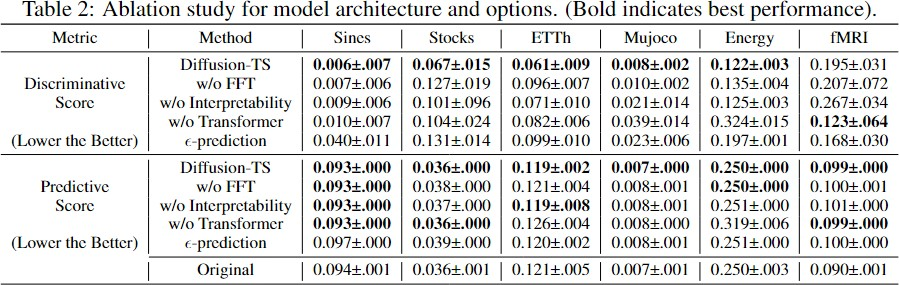 Table 2: Ablation study for model architecture and options. (Bold indicates best performance).
Metric Method Sines Stocks ETTh Mujoco Energy fMRI
Diffusion-TS 0.006±.007 0.067±.015 0.061±.009 0.008±.002 0.122±.003 0.195±.031
Discriminative w/o FFT 0.007±.006 0.127±.019 0.096±.007 0.010±.002 0.135±.004 0.207±.072
Score w/o Interpretability 0.009±.006 0.101±.096 0.071±.010 0.021±.014 0.125±.003 0.267±.034
w/o Transformer 0.010±.007 0.104±.024 0.082±.006 0.039±.014 0.324±.015 0.123±.064
(Lower the Better) ϵ-prediction 0.040±.011 0.131±.014 0.099±.010 0.023±.006 0.197±.001 0.168±.030
Diffusion-TS 0.093±.000 0.036±.000 0.119±.002 0.007±.000 0.250±.000 0.099±.000
Predictive w/o FFT 0.093±.000 0.038±.000 0.121±.004 0.008±.001 0.250±.000 0.100±.001
Score w/o Interpretability 0.093±.000 0.037±.000 0.119±.008 0.008±.001 0.251±.000 0.101±.000
w/o Transformer 0.093±.000 0.036±.000 0.126±.004 0.008±.000 0.319±.006 0.099±.000
(Lower the Better) ϵ-prediction 0.097±.000 0.039±.000 0.120±.002 0.008±.001 0.251±.000 0.100±.000
Original 0.094±.001 0.036±.001 0.121±.005 0.007±.001 0.250±.003 0.090±.001